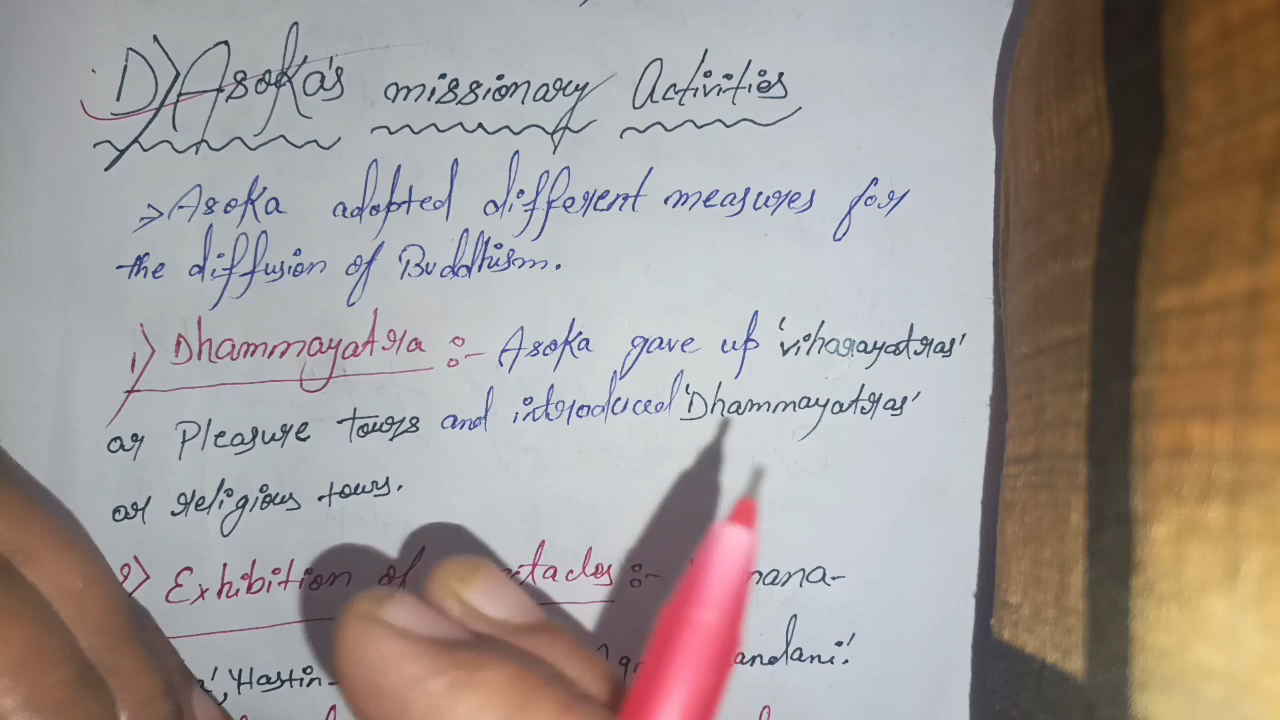 D) Asoka's missionary Activities
⇒ Asoka adopted different measures for
the diffusion of Buddhism.
1) Dhammayatra :- Asoka gave up 'viharayatras'
or Pleasure tours and introduced 'Dhammayatras'
or religious tours.
2) Exhibition of :-
Hastin-